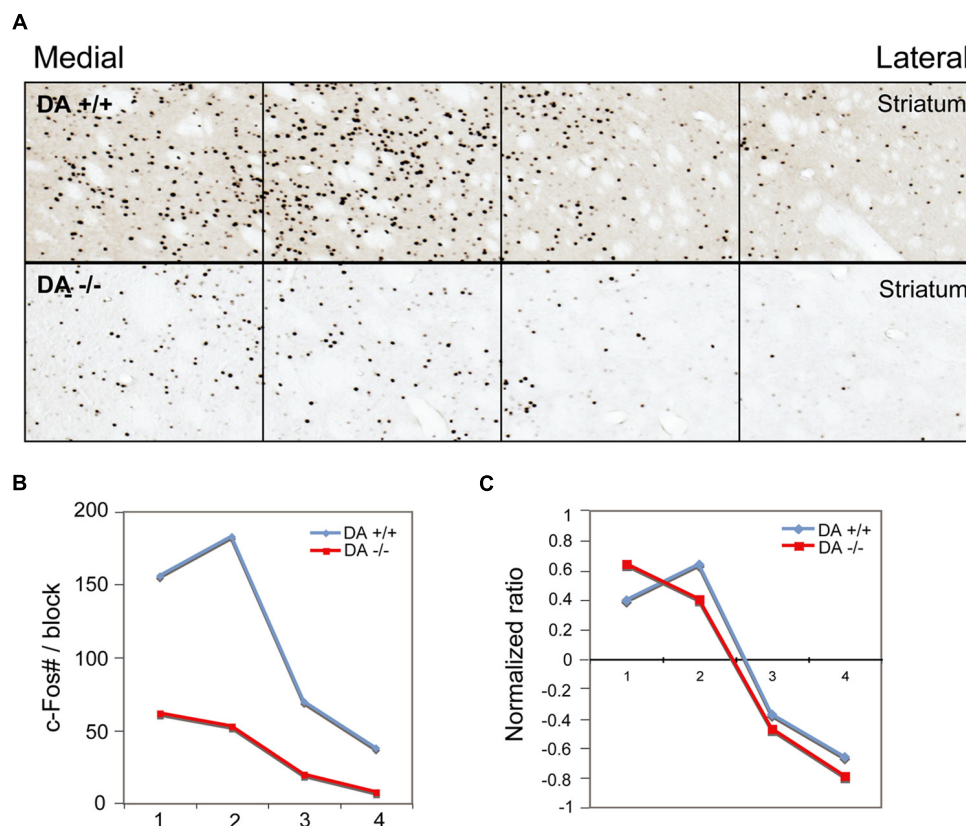 A
Medial Lateral
DA +/+ Striatum
DA -/- Striatum
B
200
150
100
50
0
c-Fos# / block
DA +/+
DA -/-
1 2 3 4
C
1
0.8
0.6
0.4
0.2
0
-0.2
-0.4
-0.6
-0.8
-1
Normalized ratio
DA +/+
DA -/-
1 2 3 4